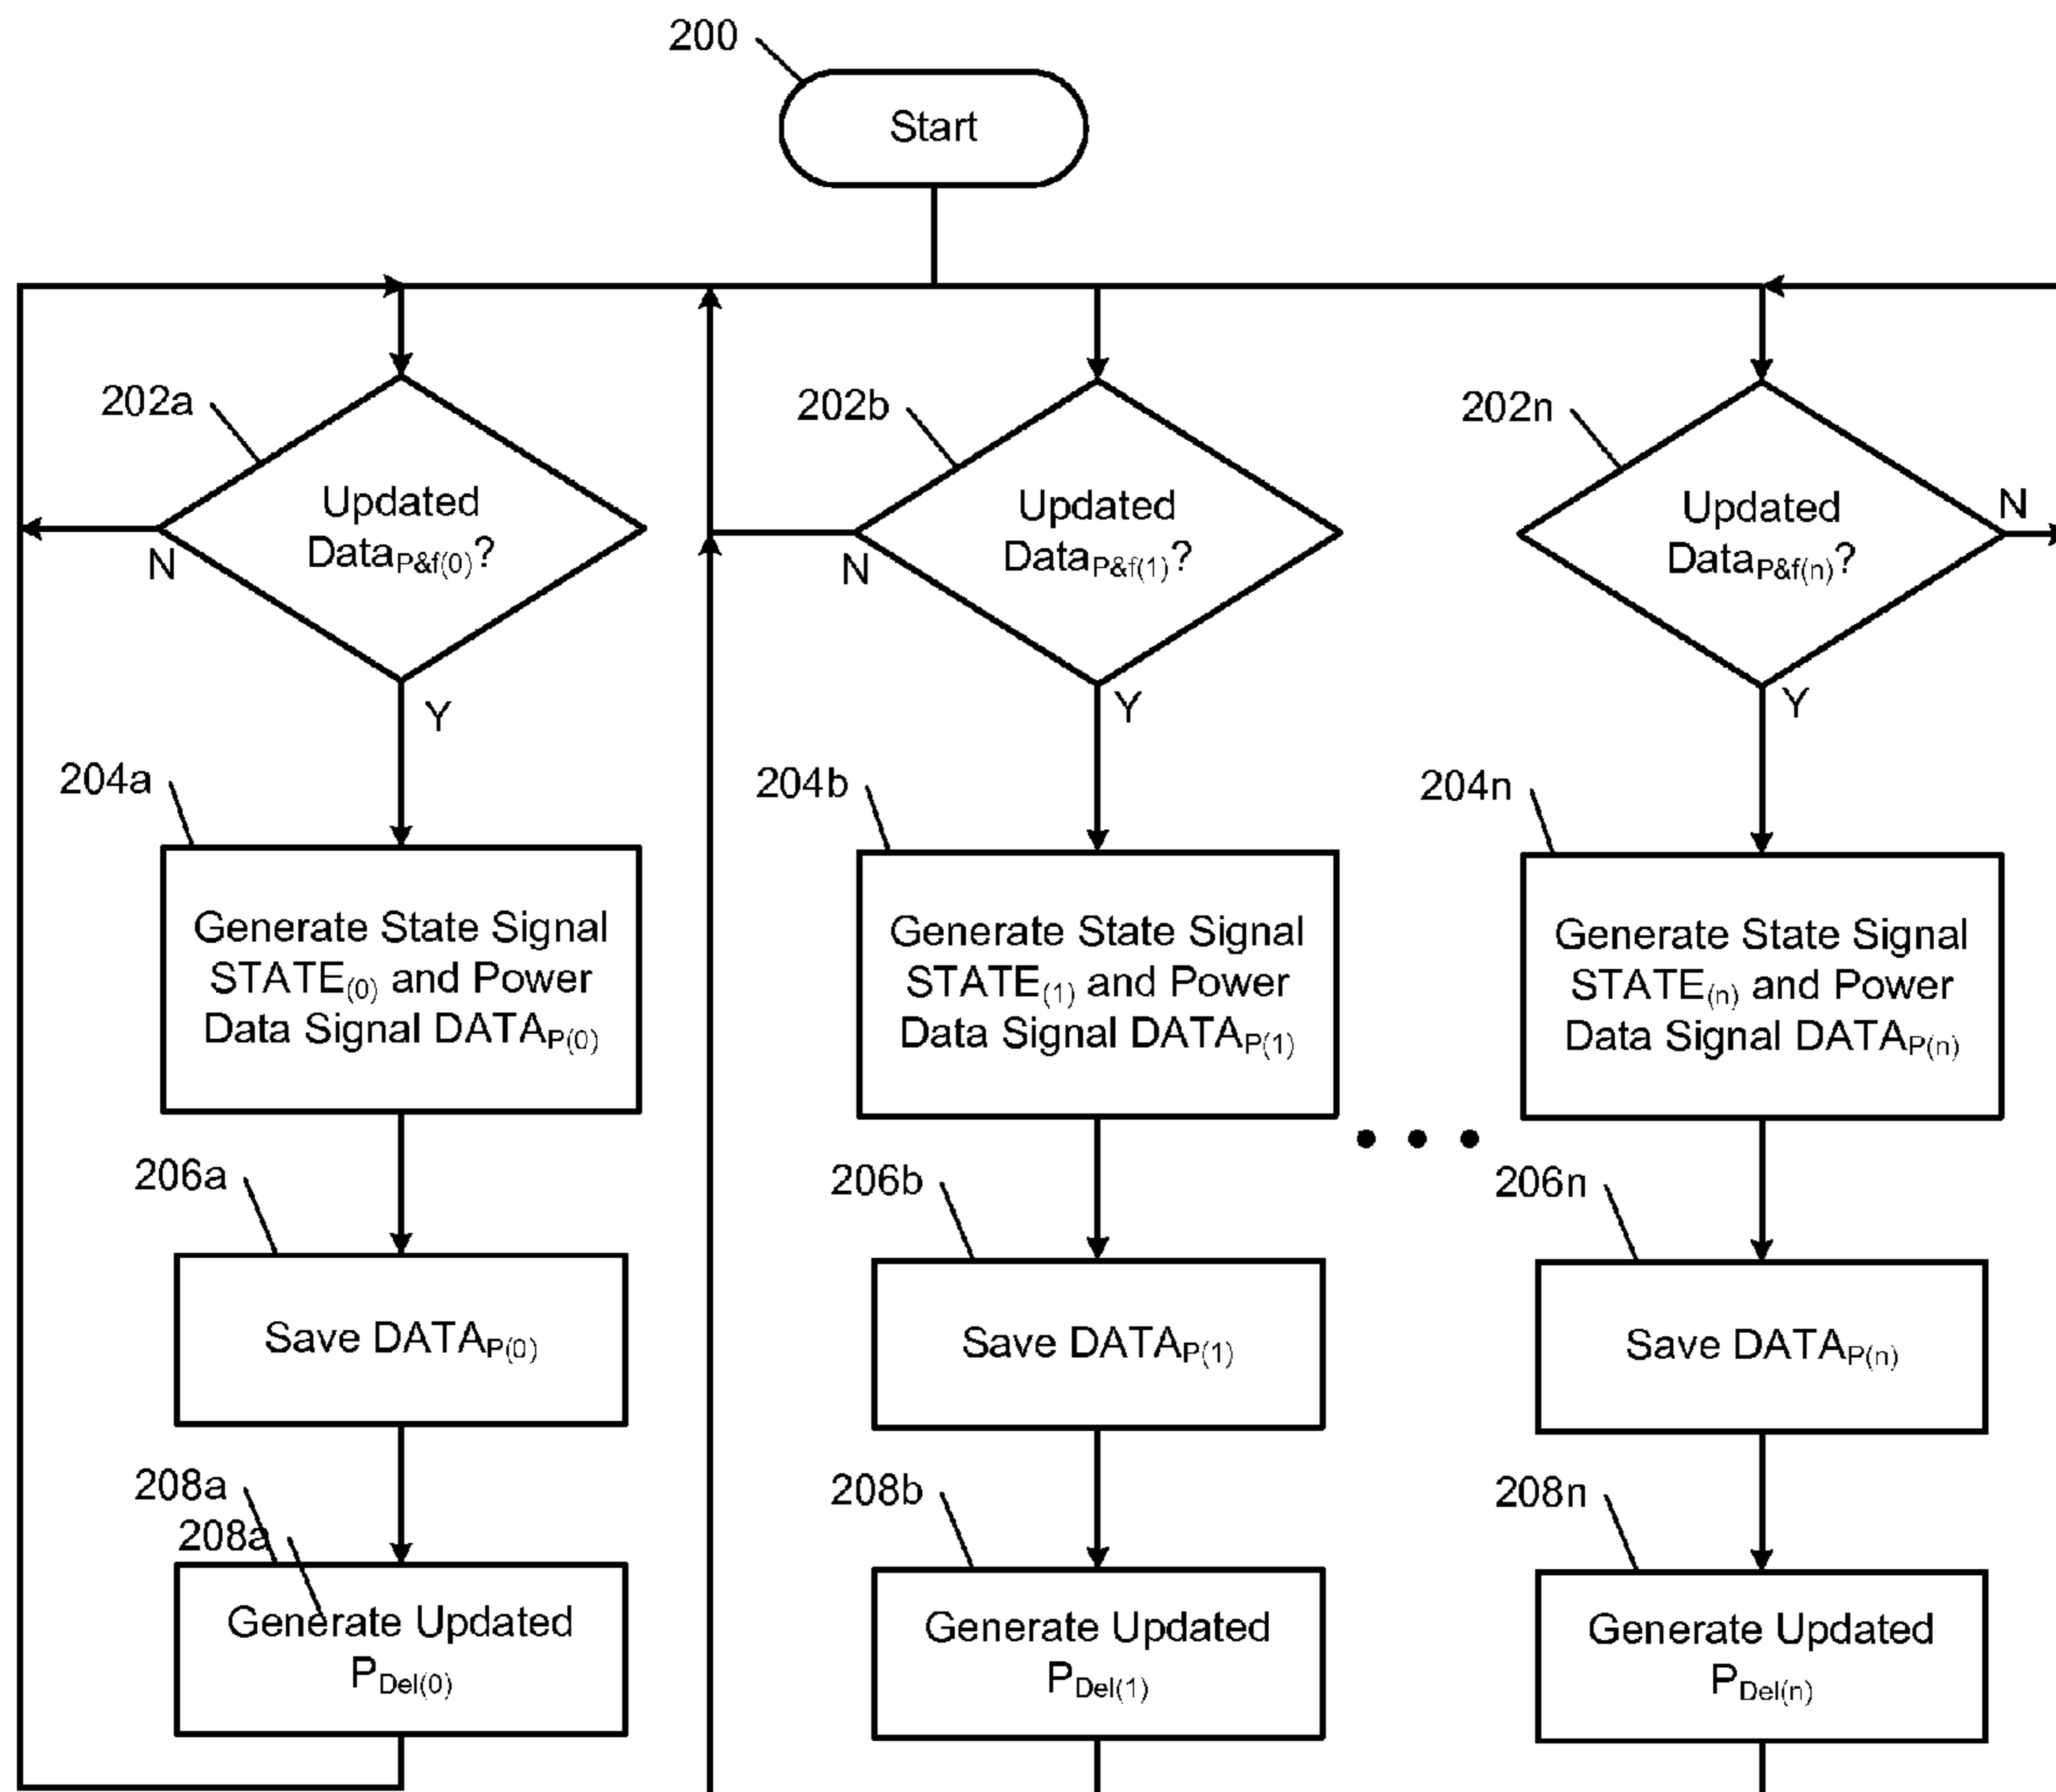 200
Start
202a
Updated
DataP&f(0)?
N
Y
204a
Generate State Signal
STATE(0) and Power
Data Signal DATAP(0)
206a
Save DATAP(0)
208a
208a
Generate Updated
PDel(0)
202b
Updated
DataP&f(1)?
N
Y
204b
Generate State Signal
STATE(1) and Power
Data Signal DATAP(1)
206b
Save DATAP(1)
208b
Generate Updated
PDel(1)
202n
Updated
DataP&f(n)?
N
Y
204n
Generate State Signal
STATE(n) and Power
Data Signal DATAP(n)
206n
Save DATAP(n)
208n
Generate Updated
PDel(n)